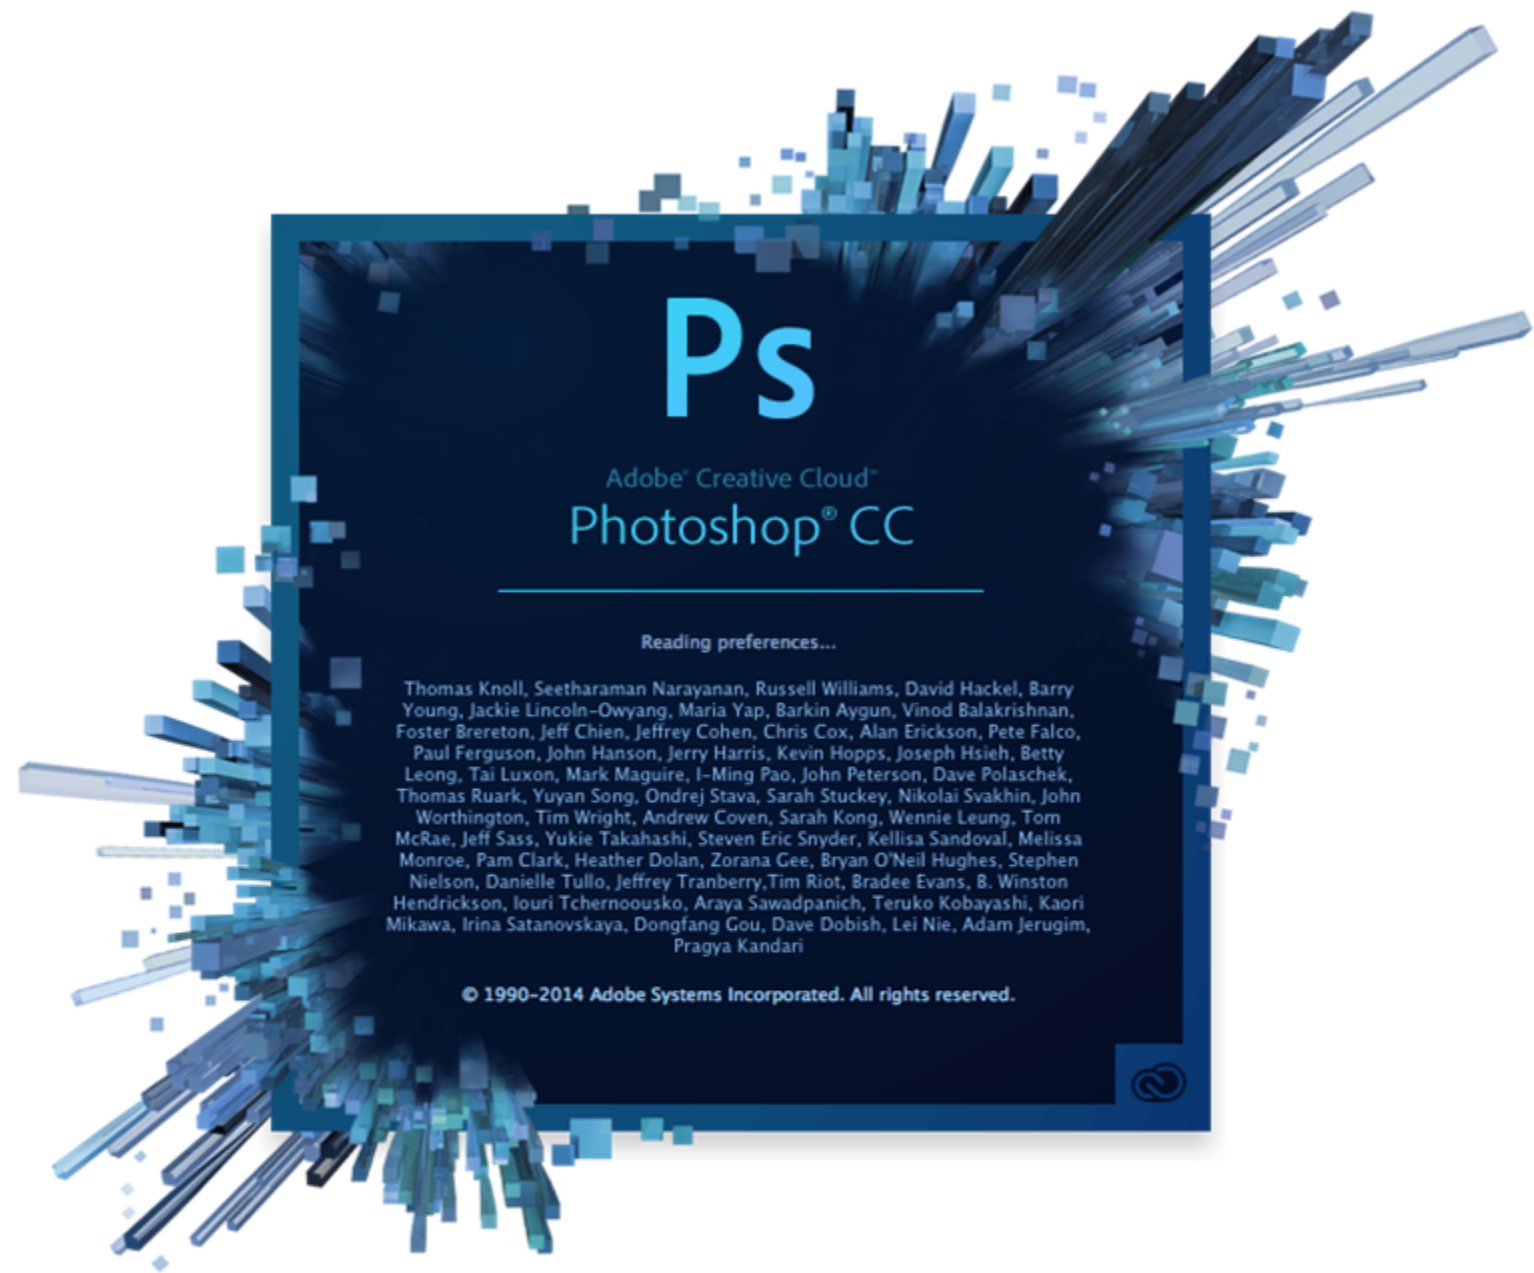 Ps
Adobe® Creative Cloud™
Photoshop® CC
Reading preferences...
Thomas Knoll, Seetharaman Narayanan, Russell Williams, David Hackel, Barry
Young, Jackie Lincoln-Owyang, Maria Yap, Barkin Aygun, Vinod Balakrishnan,
Foster Brereton, Jeff Chien, Jeffrey Cohen, Chris Cox, Alan Erickson, Pete Falco,
Paul Ferguson, John Hanson, Jerry Harris, Kevin Hopps, Joseph Hsieh, Betty
Leong, Tai Luxon, Mark Maguire, I-Ming Pao, John Peterson, Dave Polaschek,
Thomas Ruark, Yuyan Song, Ondrej Stava, Sarah Stuckey, Nikolai Svakhin, John
Worthington, Tim Wright, Andrew Coven, Sarah Kong, Wennie Leung, Tom
McRae, Jeff Sass, Yukie Takahashi, Steven Eric Snyder, Kellisa Sandoval, Melissa
Monroe, Pam Clark, Heather Dolan, Zorana Gee, Bryan O'Neil Hughes, Stephen
Nielson, Danielle Tullo, Jeffrey Tranberry,Tim Riot, Bradee Evans, B. Winston
Hendrickson, Iouri Tchernoousko, Araya Sawadpanich, Teruko Kobayashi, Kaori
Mikawa, Irina Satanovskaya, Dongfang Gou, Dave Dobish, Lei Nie, Adam Jerugim,
Pragya Kandari
© 1990-2014 Adobe Systems Incorporated. All rights reserved.